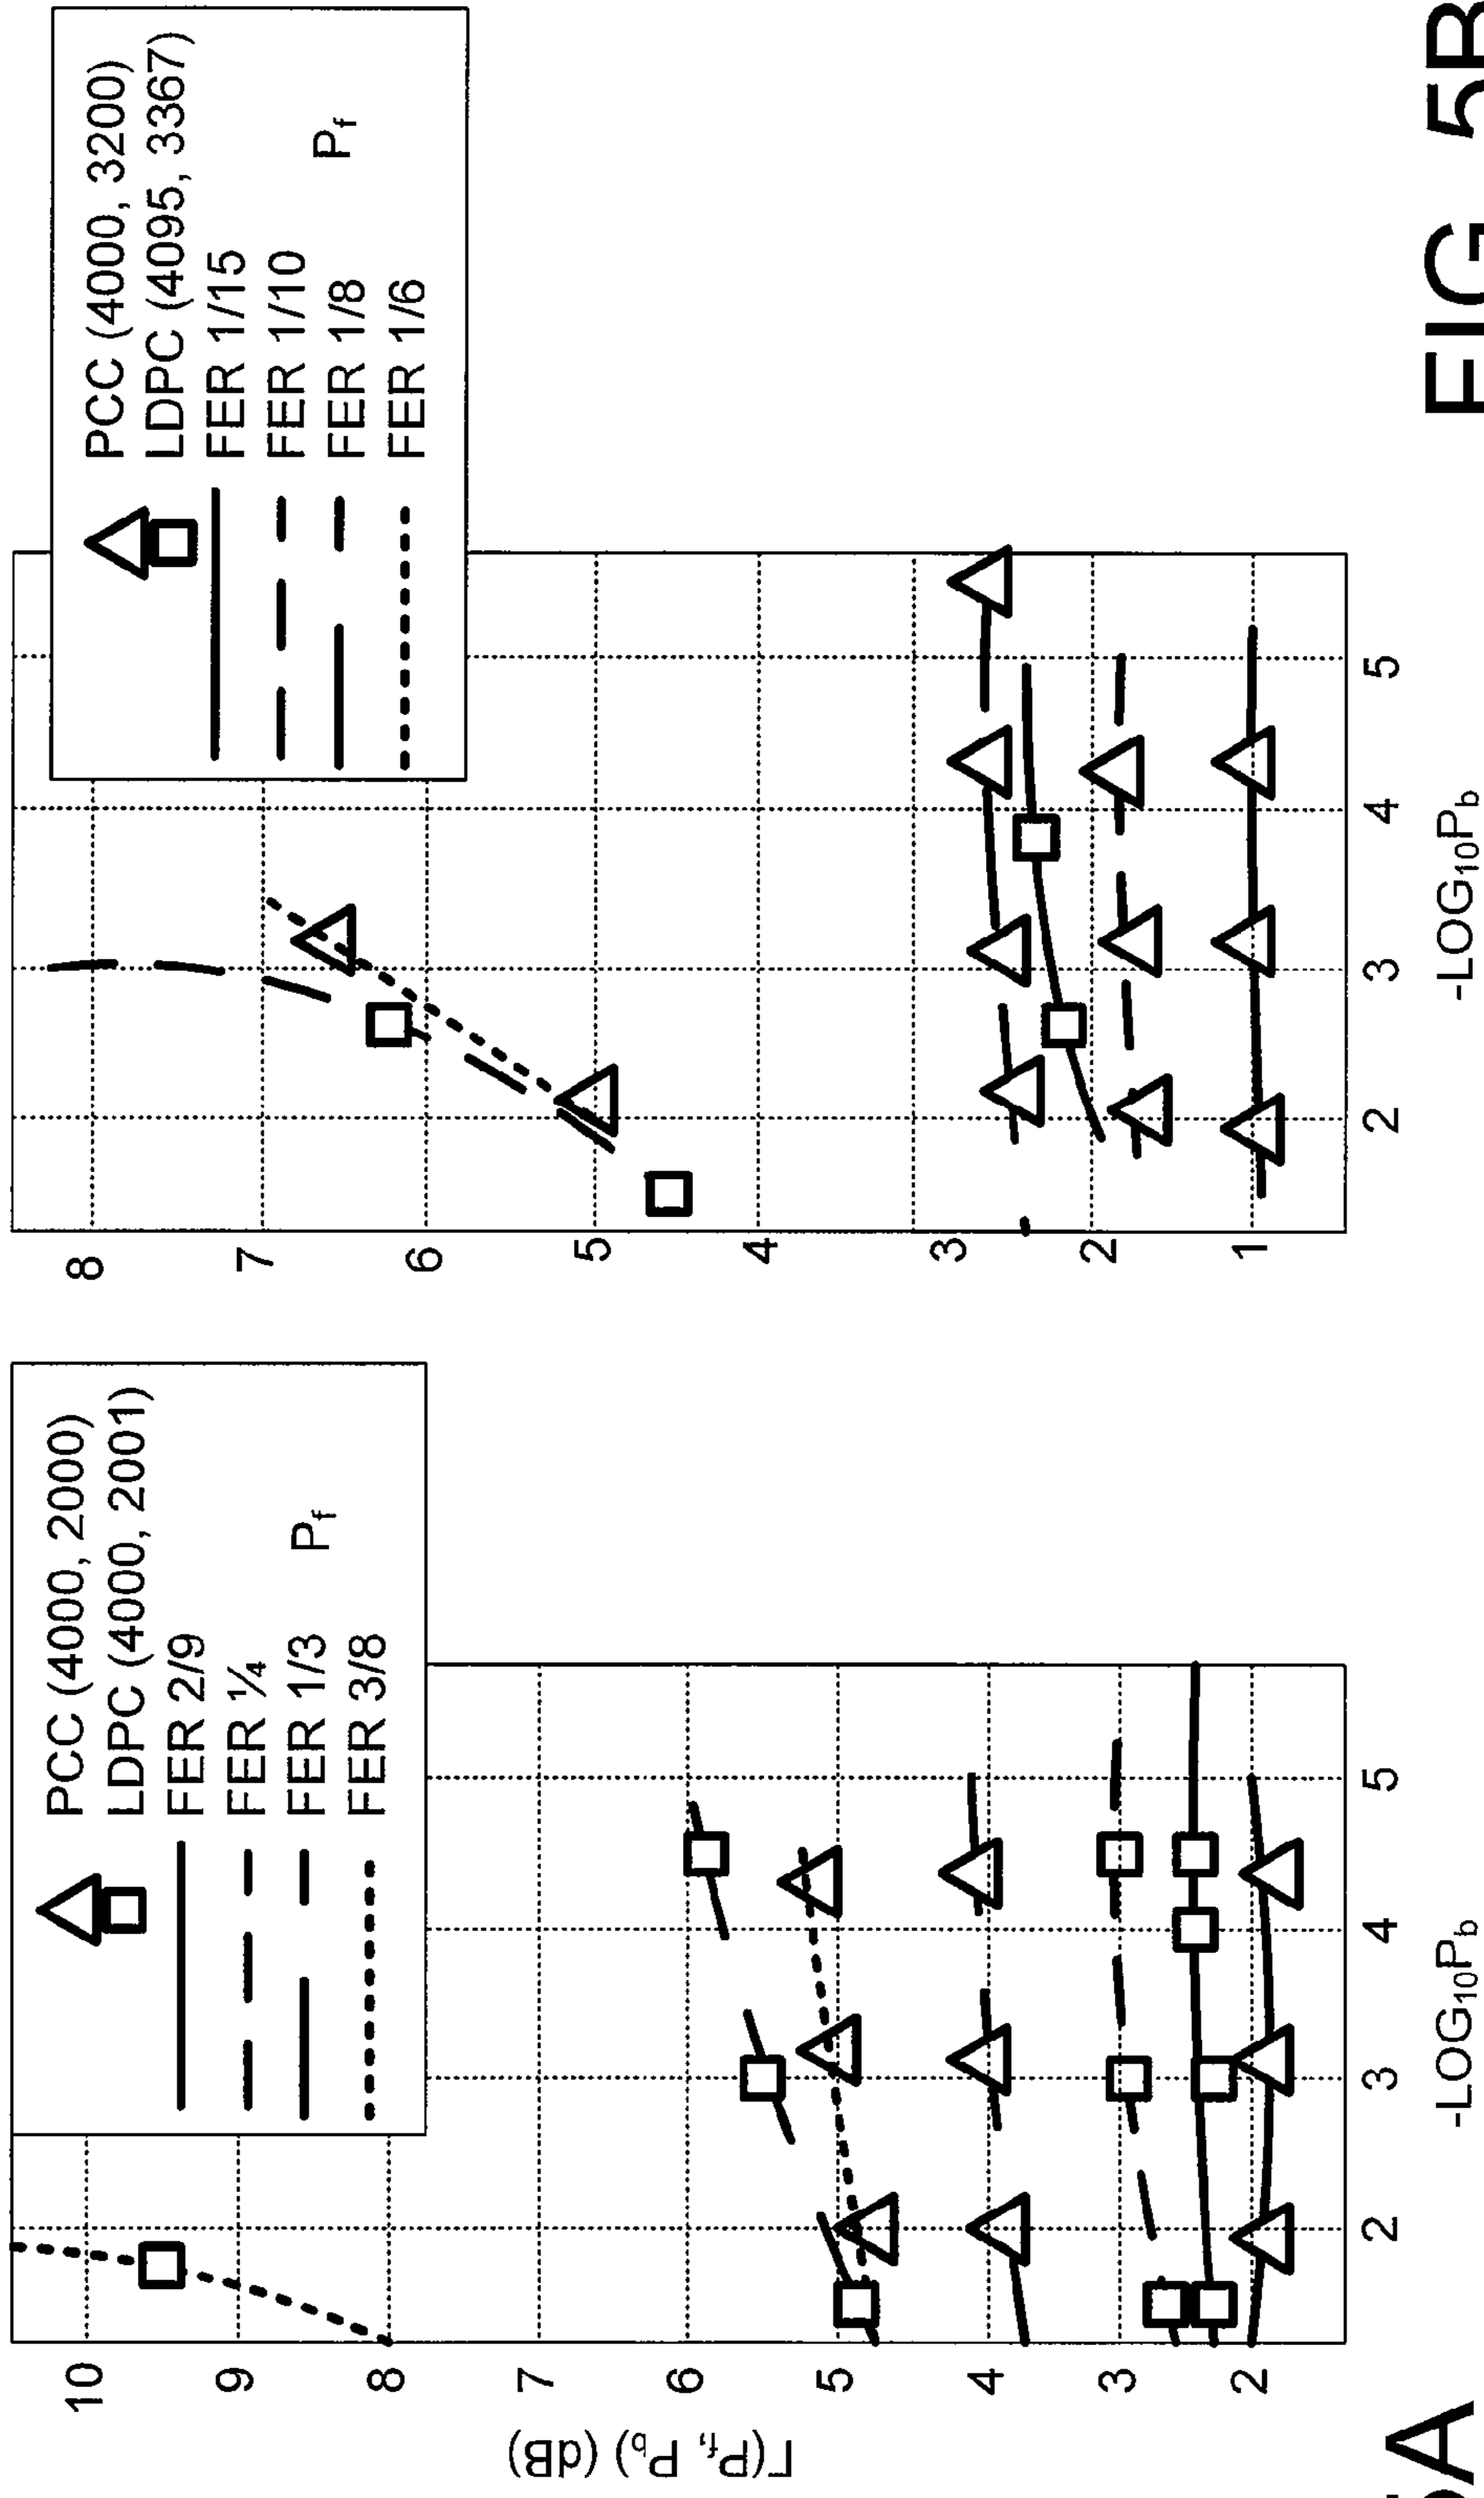 Γ(Pf, Pb) (dB)
10
9
8
7
6
5
4
3
2
PCC (4000, 2000)
LDPC (4000, 2001)
FER 2/9
FER ¼
FER 1/3
FER 3/8
Pf
2
3
4
5
-LOG10Pb
5A
8
7
6
5
4
3
2
1
PCC (4000, 3200)
LDPC (4095, 3367)
FER 1/15
FER 1/10
FER 1/8
FER 1/6
Pf
2
3
4
5
-LOG10Pb
FIG 5B